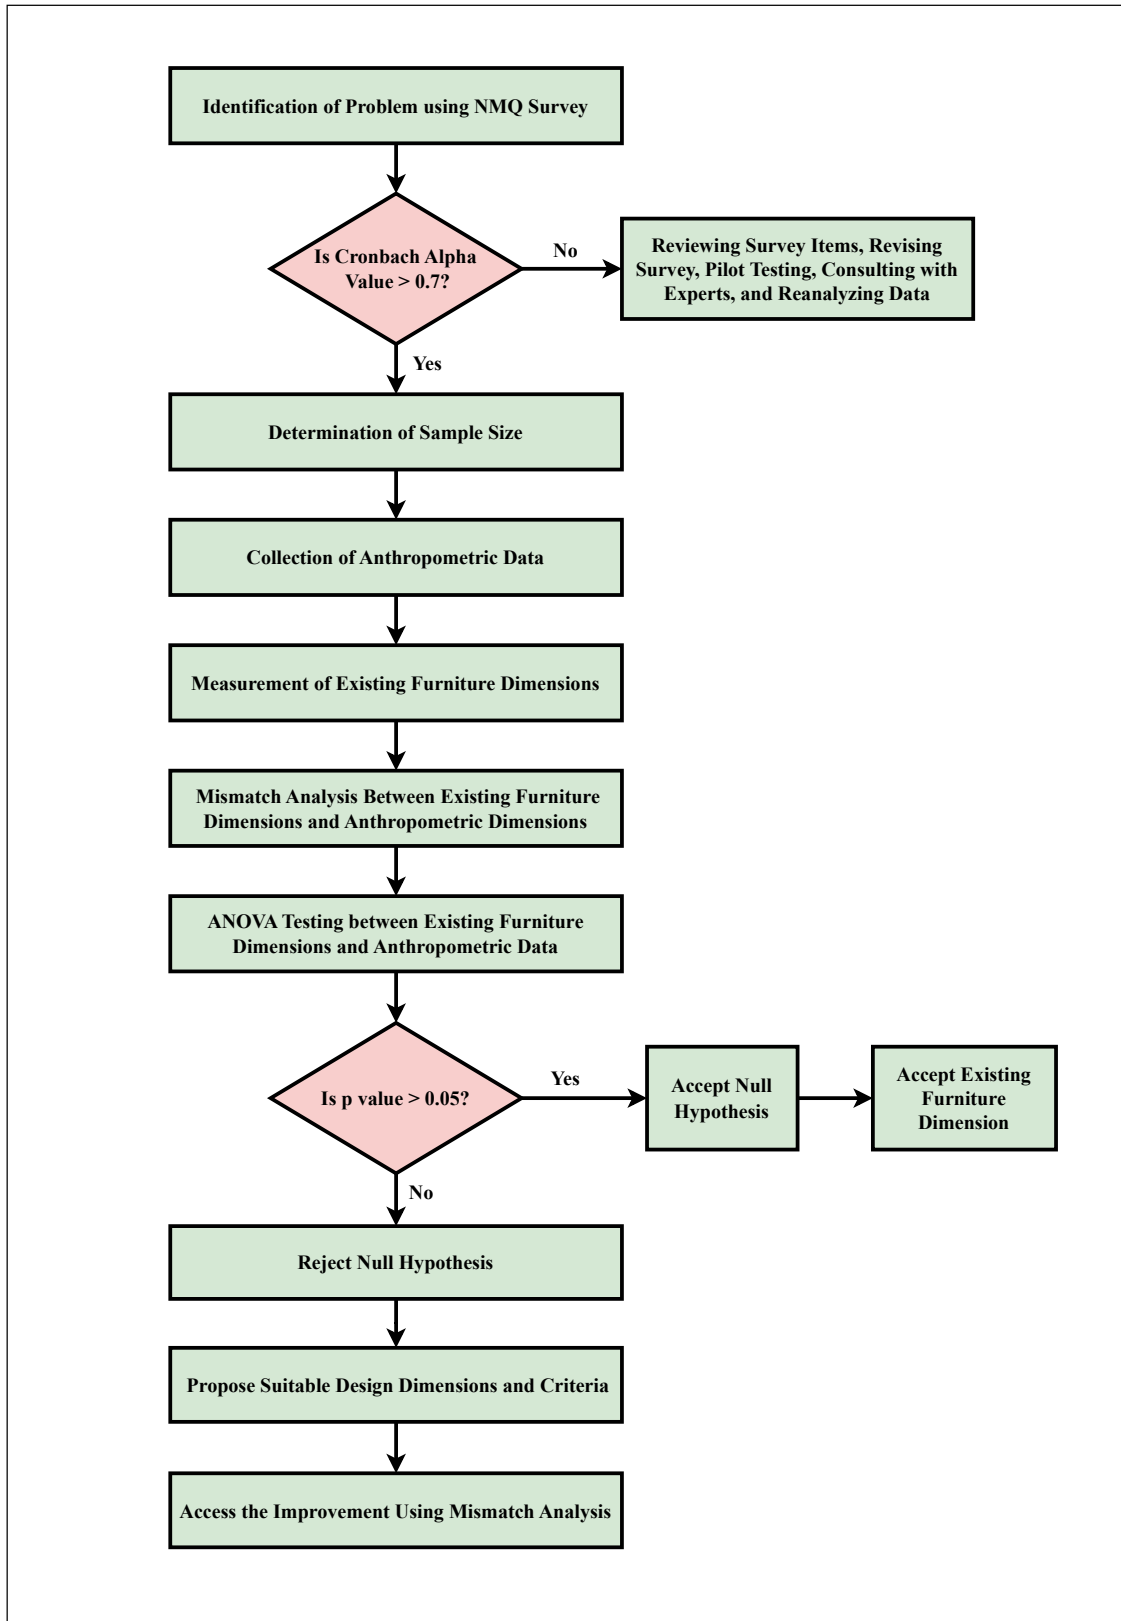 Identification of Problem using NMQ Survey
Is Cronbach Alpha
Value > 0.7?
No
Reviewing Survey Items, Revising
Survey, Pilot Testing, Consulting with
Experts, and Reanalyzing Data
Yes
Determination of Sample Size
Collection of Anthropometric Data
Measurement of Existing Furniture Dimensions
Mismatch Analysis Between Existing Furniture
Dimensions and Anthropometric Dimensions
ANOVA Testing between Existing Furniture
Dimensions and Anthropometric Data
Is p value > 0.05?
Yes
Accept Null
Hypothesis
Accept Existing
Furniture
Dimension
No
Reject Null Hypothesis
Propose Suitable Design Dimensions and Criteria
Access the Improvement Using Mismatch Analysis